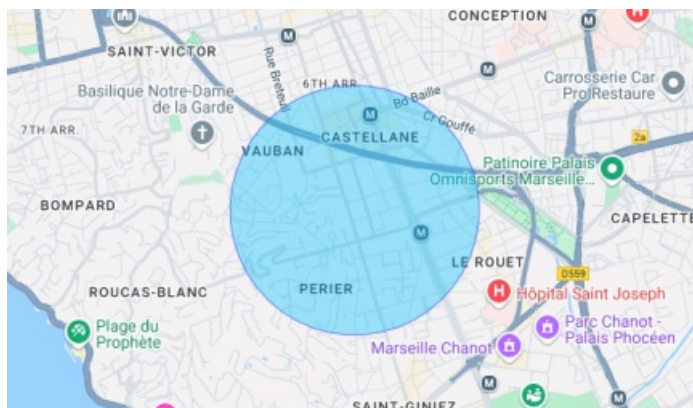 CONCEPTION
H
SAINT-VICTOR
M
M
Rue Breteuil
6TH ARR.
Bd Baille
M
Carrosserie Car
Pro Restaure
Basilique Notre-Dame
de la Garde
M
Cr Gouffé
7TH ARR.
CASTELLANE
2a
VAUBAN
Patinoire Palais
Omnisports Marseille...
BOMPARD
CAPELETTE
M
LE ROUET
D559
ROUCAS-BLANC
PERIER
H
Hôpital Saint Joseph
Plage du
Prophète
Parc Chanot -
Palais Phocéen
Marseille Chanot
M
M
SAINT-GINIEZ